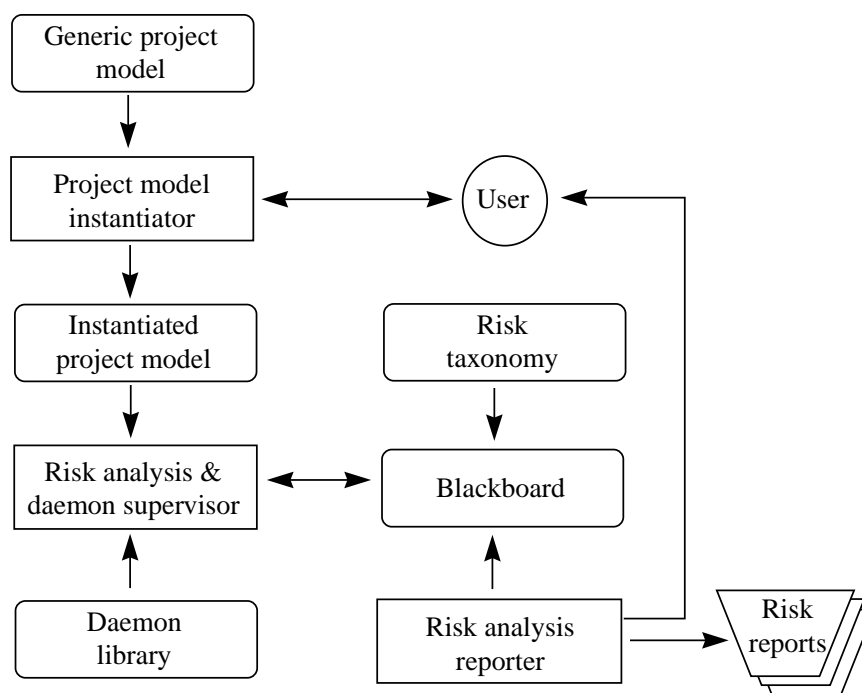 Generic project
model
Project model
instantiator
User
Instantiated
project model
Risk
taxonomy
Risk analysis &
daemon supervisor
Blackboard
Daemon
library
Risk analysis
reporter
Risk
reports